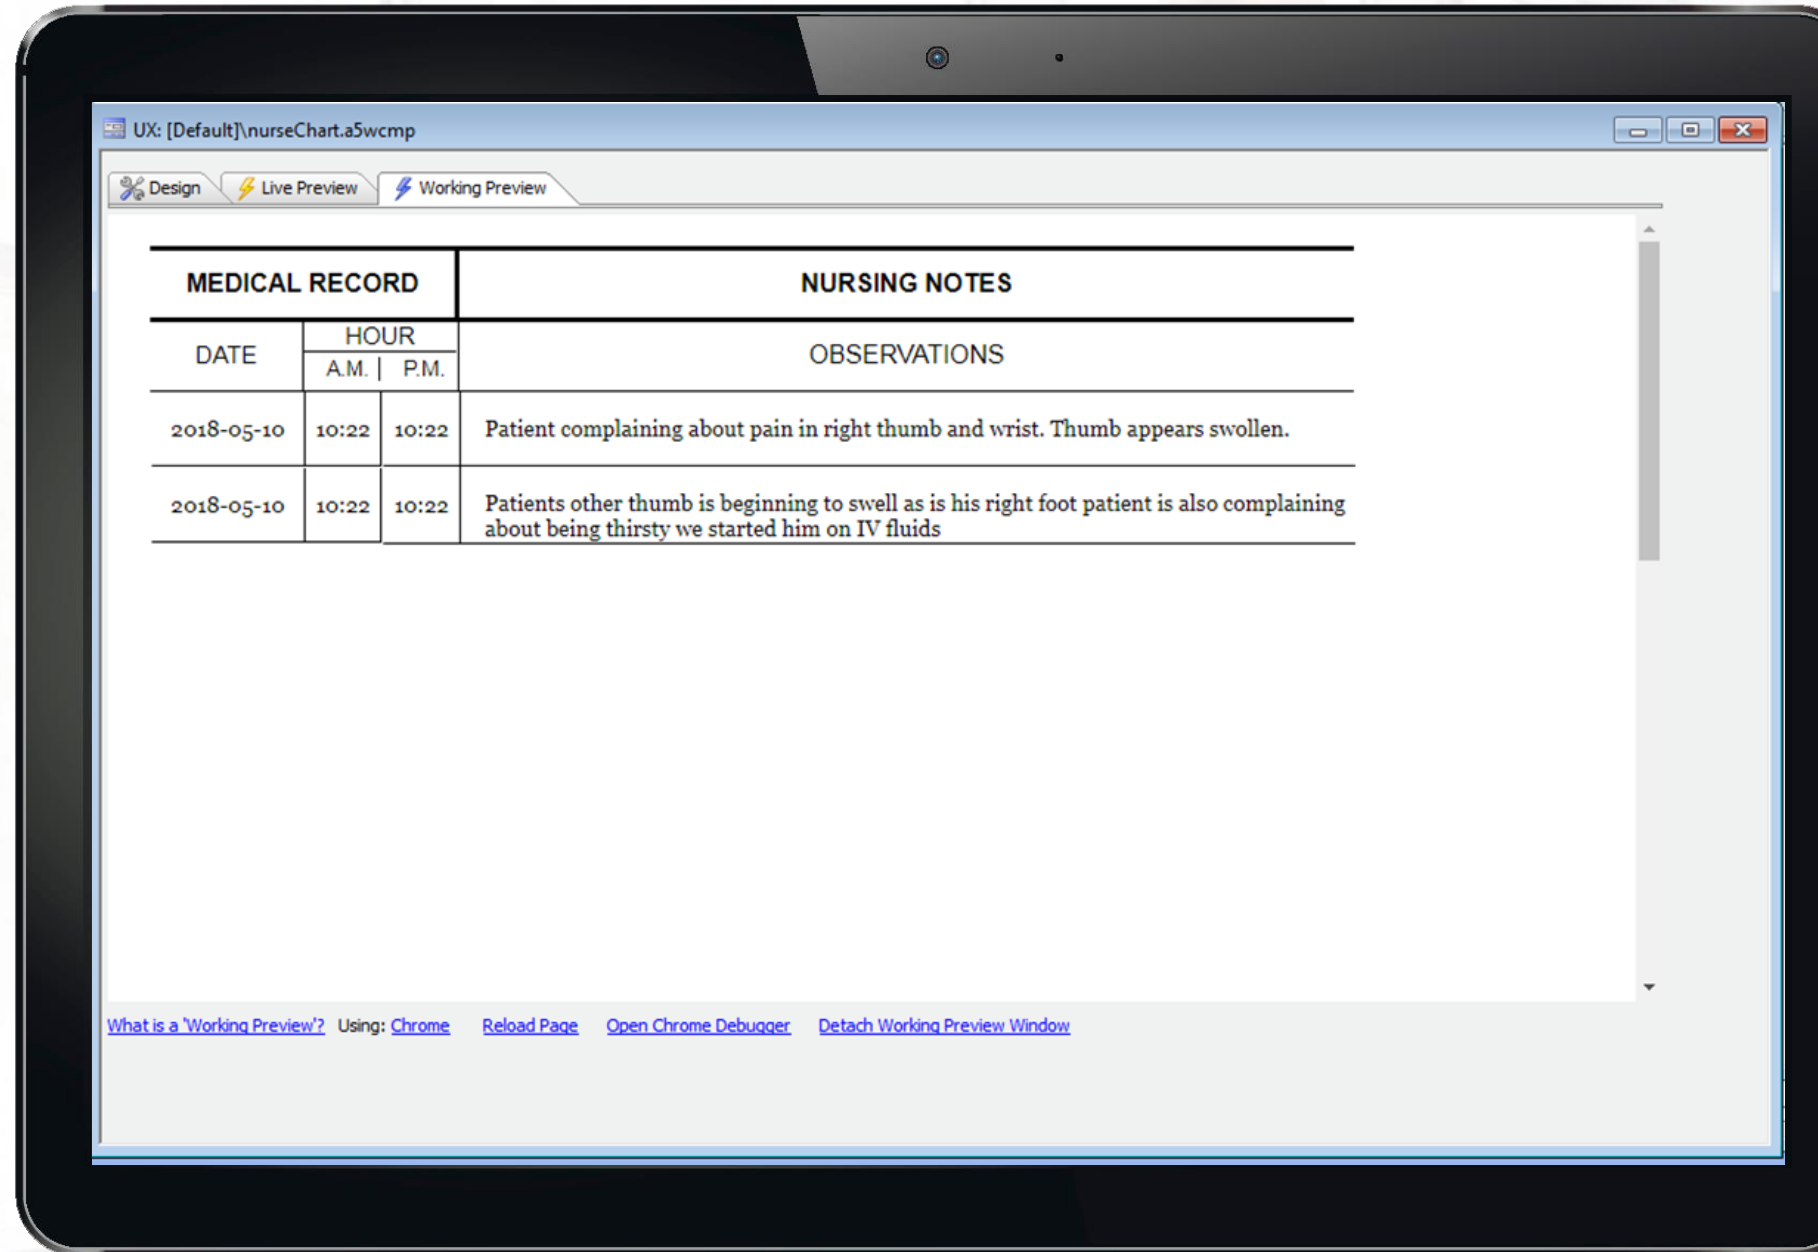 UX: [Default]\nurseChart.a5wcmp
Design Live Preview Working Preview
MEDICAL RECORD NURSING NOTES
DATE HOUR OBSERVATIONS
A.M. P.M.
2018-05-10 10:22 10:22 Patient complaining about pain in right thumb and wrist. Thumb appears swollen.
2018-05-10 10:22 10:22 Patients other thumb is beginning to swell as is his right foot patient is also complaining
about being thirsty we started him on IV fluids
What is a 'Working Preview'? Using: Chrome Reload Page Open Chrome Debugger Detach Working Preview Window